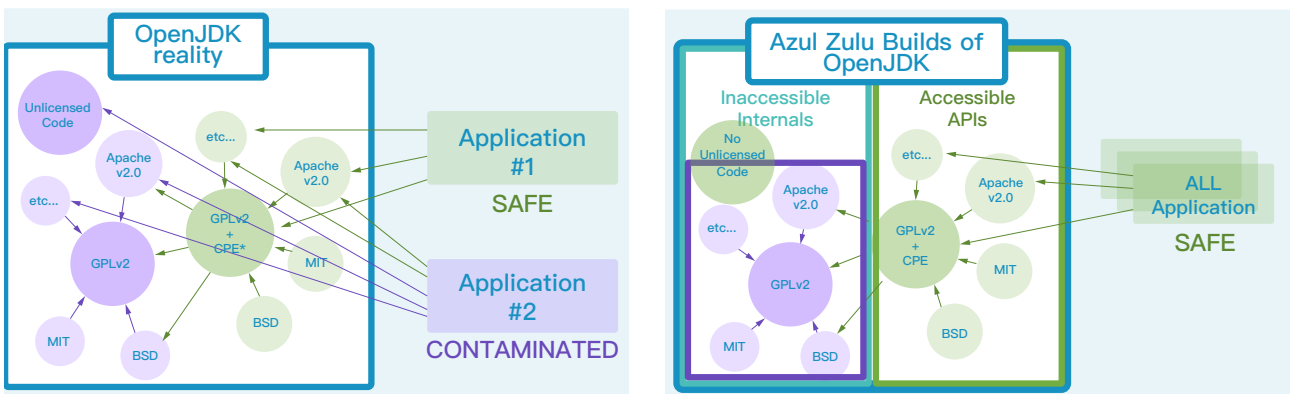 OpenJDK
reality
Unlicensed
Code
Apache
v2.0
etc...
etc...
Apache
v2.0
GPLv2
+
CPE*
GPLv2
MIT
MIT
BSD
BSD
Application
#1
SAFE
Application
#2
CONTAMINATED
Azul Zulu Builds of
OpenJDK
Inaccessible
Internals
Accessible
APIs
No
Unlicensed
Code
Apache
v2.0
etc...
GPLv2
MIT
BSD
etc...
Apache
v2.0
GPLv2
+
CPE
MIT
BSD
ALL
Application
SAFE